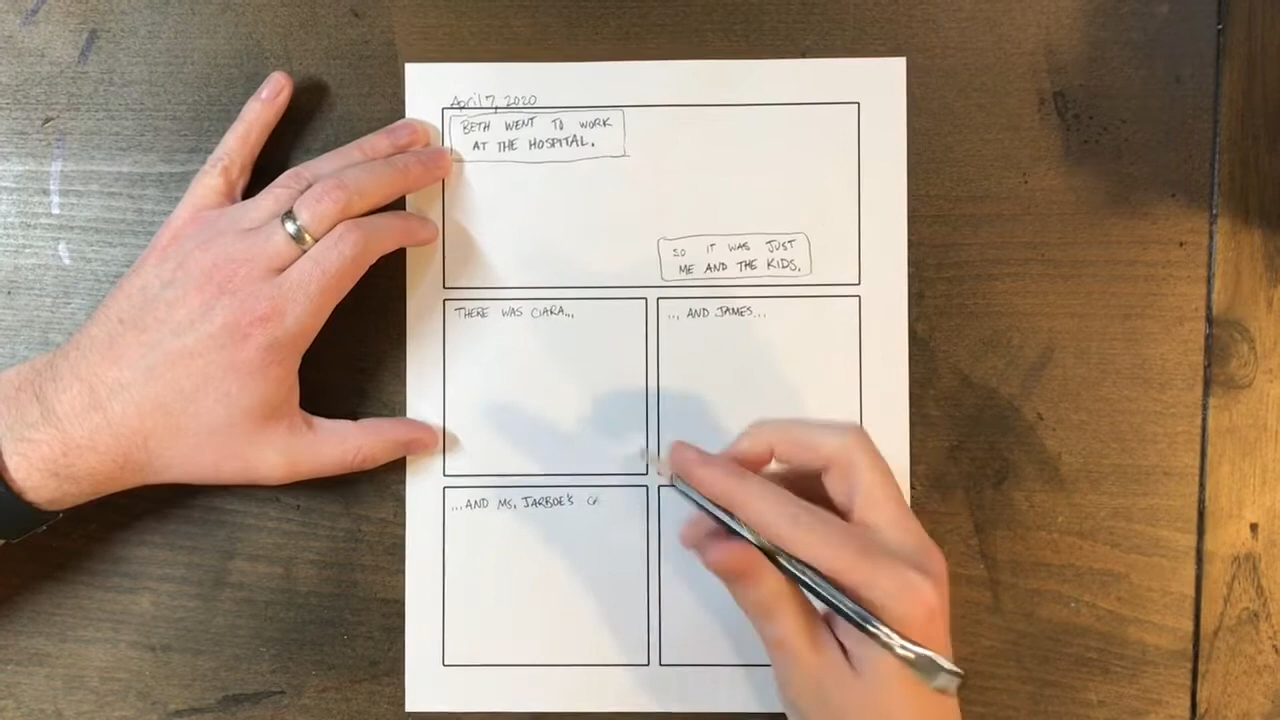 April 7, 2020
BETH WENT TO WORK
AT THE HOSPITAL.
SO IT WAS JUST
ME AND THE KIDS.
THERE WAS CIARA...
... AND JAMES...
...AND MS. JARBOE'S